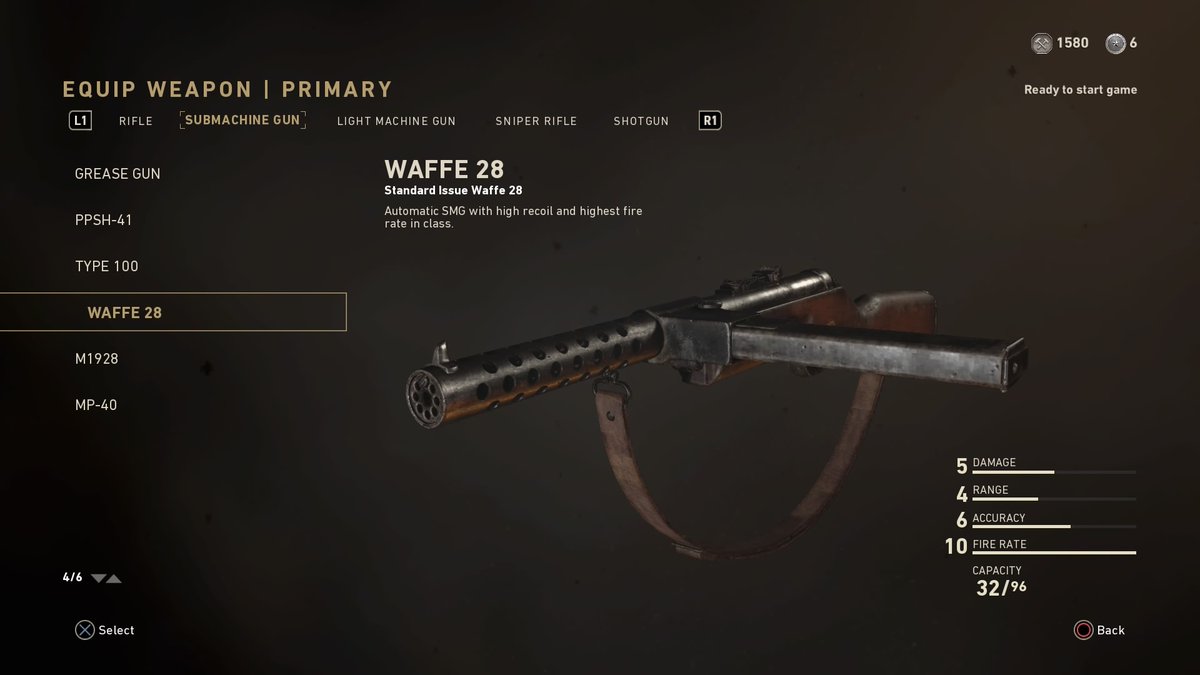 1580 6
EQUIP WEAPON | PRIMARY
Ready to start game
L1 RIFLE SUBMACHINE GUN LIGHT MACHINE GUN SNIPER RIFLE SHOTGUN R1
GREASE GUN
PPSH-41
TYPE 100
WAFFE 28
M1928
MP-40
WAFFE 28
Standard Issue Waffe 28
Automatic SMG with high recoil and highest fire
rate in class.
5 DAMAGE
4 RANGE
6 ACCURACY
10 FIRE RATE
CAPACITY
32/96
4/6
Select
Back